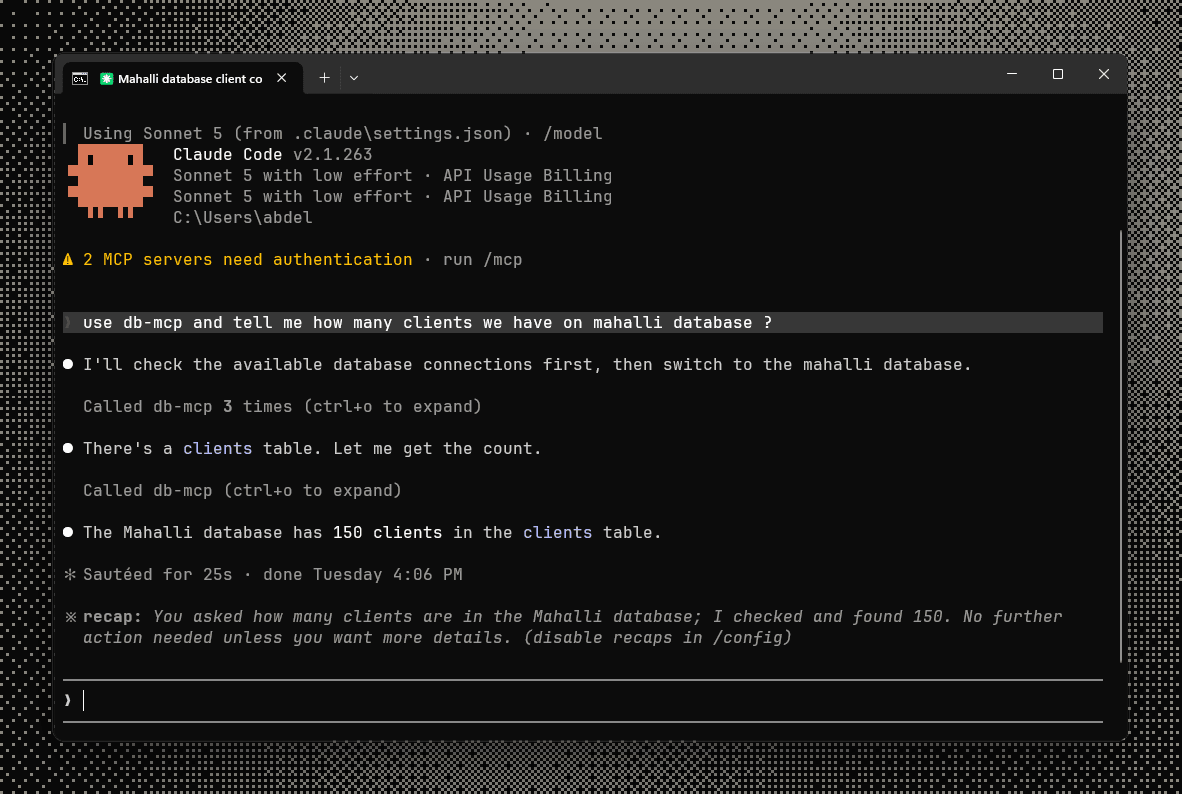 Mahalli database client co
Using Sonnet 5 (from .claude\settings.json) · /model
Claude Code v2.1.263
Sonnet 5 with low effort · API Usage Billing
Sonnet 5 with low effort · API Usage Billing
C:\Users\abdel
⚠ 2 MCP servers need authentication · run /mcp
❯ use db-mcp and tell me how many clients we have on mahalli database ?
● I'll check the available database connections first, then switch to the mahalli database.
Called db-mcp 3 times (ctrl+o to expand)
● There's a clients table. Let me get the count.
Called db-mcp (ctrl+o to expand)
● The Mahalli database has 150 clients in the clients table.
✻ Sautéed for 25s · done Tuesday 4:06 PM
※ recap: You asked how many clients are in the Mahalli database; I checked and found 150. No further
action needed unless you want more details. (disable recaps in /config)
❯